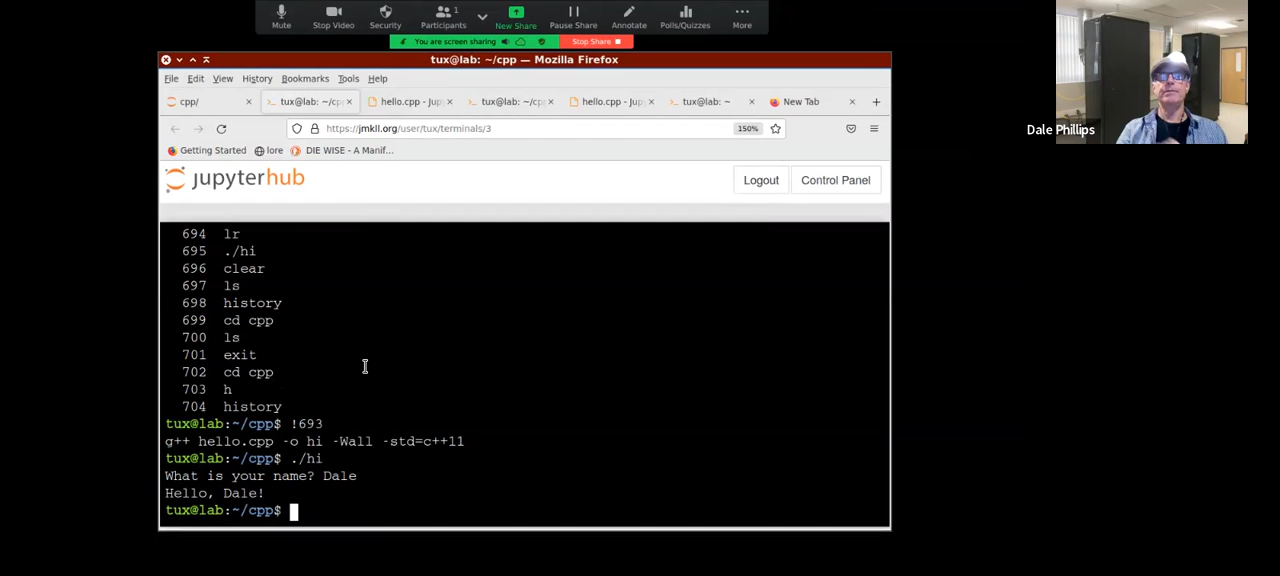 Mute
Stop Video
Security
Participants
1
New Share
Pause Share
Annotate
Polls/Quizzes
More
You are screen sharing
Stop Share
tux@lab: ~/cpp — Mozilla Firefox
File Edit View History Bookmarks Tools Help
cpp/
tux@lab: ~/cp
hello.cpp - Jup
tux@lab: ~/cp
hello.cpp - Jup
tux@lab: ~
New Tab
https://jmkll.org/user/tux/terminals/3
150%
Getting Started
lore
DIE WISE - A Manif...
jupyterhub
Logout
Control Panel
694 lr
695 ./hi
696 clear
697 ls
698 history
699 cd cpp
700 ls
701 exit
702 cd cpp
703 h
704 history
tux@lab:~/cpp$ !693
g++ hello.cpp -o hi -Wall -std=c++11
tux@lab:~/cpp$ ./hi
What is your name? Dale
Hello, Dale!
tux@lab:~/cpp$
Dale Phillips